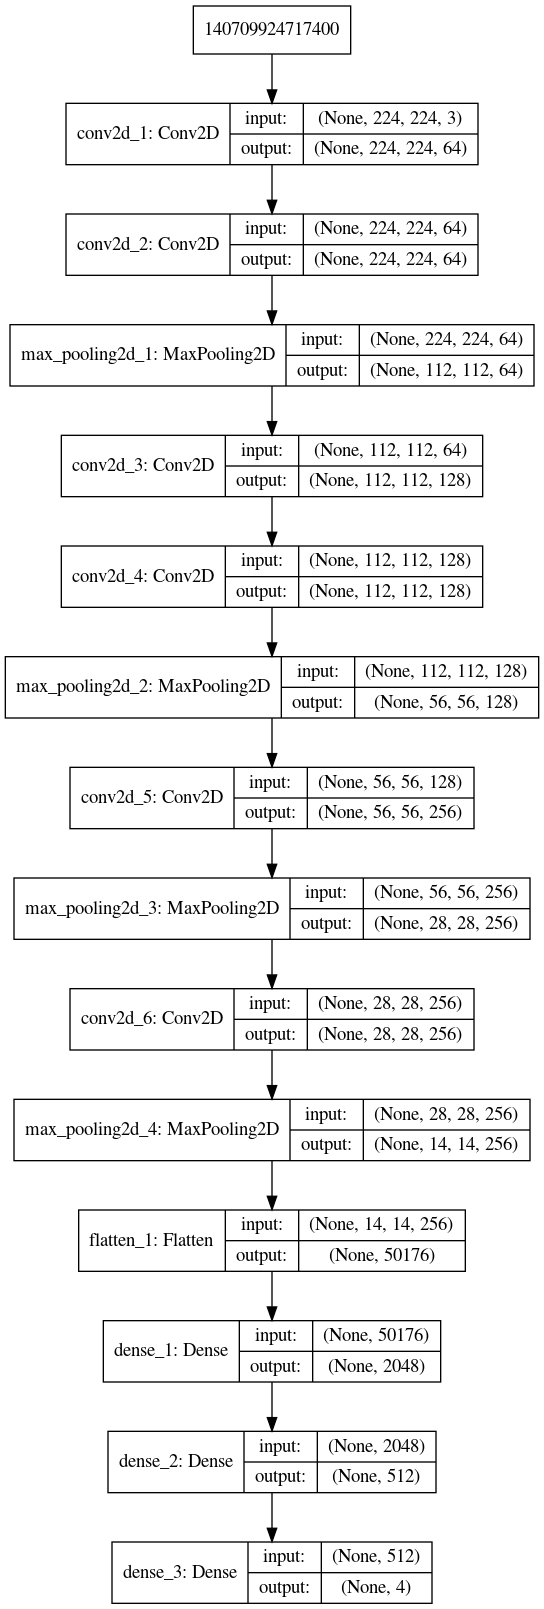 140709924717400
conv2d_1: Conv2D
input: (None, 224, 224, 3)
output: (None, 224, 224, 64)
conv2d_2: Conv2D
input: (None, 224, 224, 64)
output: (None, 224, 224, 64)
max_pooling2d_1: MaxPooling2D
input: (None, 224, 224, 64)
output: (None, 112, 112, 64)
conv2d_3: Conv2D
input: (None, 112, 112, 64)
output: (None, 112, 112, 128)
conv2d_4: Conv2D
input: (None, 112, 112, 128)
output: (None, 112, 112, 128)
max_pooling2d_2: MaxPooling2D
input: (None, 112, 112, 128)
output: (None, 56, 56, 128)
conv2d_5: Conv2D
input: (None, 56, 56, 128)
output: (None, 56, 56, 256)
max_pooling2d_3: MaxPooling2D
input: (None, 56, 56, 256)
output: (None, 28, 28, 256)
conv2d_6: Conv2D
input: (None, 28, 28, 256)
output: (None, 28, 28, 256)
max_pooling2d_4: MaxPooling2D
input: (None, 28, 28, 256)
output: (None, 14, 14, 256)
flatten_1: Flatten
input: (None, 14, 14, 256)
output: (None, 50176)
dense_1: Dense
input: (None, 50176)
output: (None, 2048)
dense_2: Dense
input: (None, 2048)
output: (None, 512)
dense_3: Dense
input: (None, 512)
output: (None, 4)